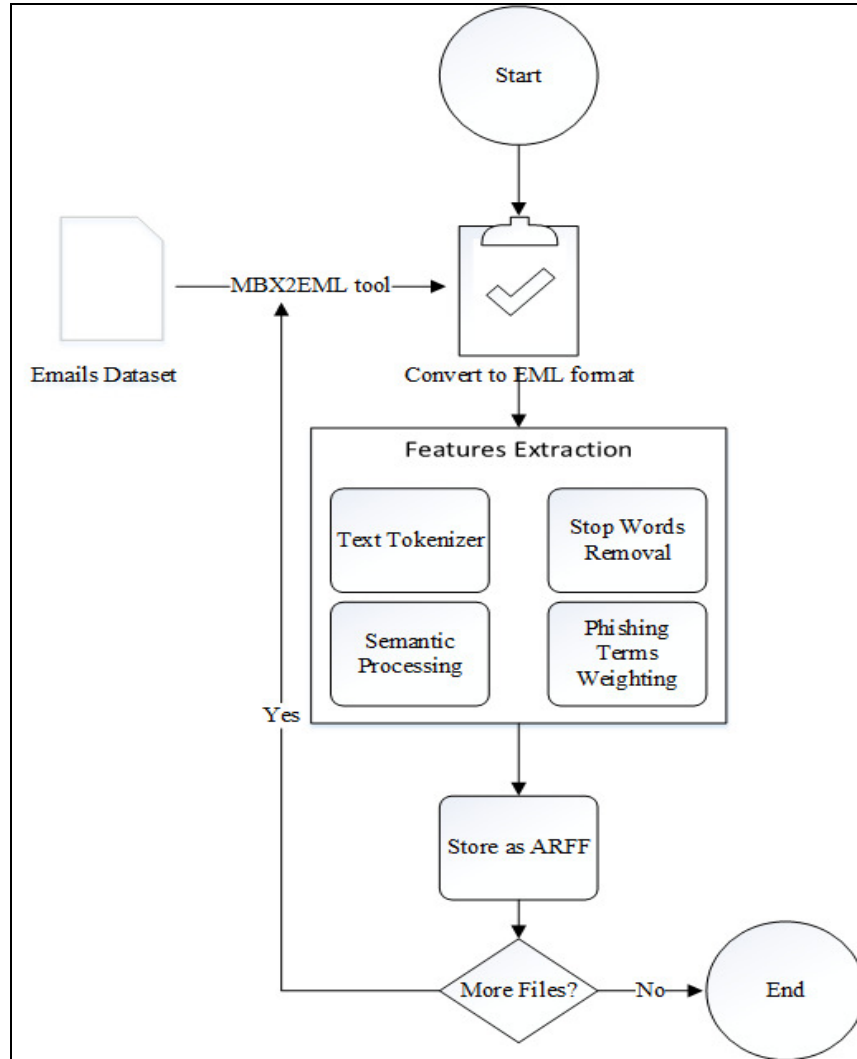 Start
MBX2EML tool
Emails Dataset
Convert to EML format
Features Extraction
Text Tokenizer
Stop Words
Removal
Semantic
Processing
Phishing
Terms
Weighting
Yes
Store as ARFF
More Files?
No
End